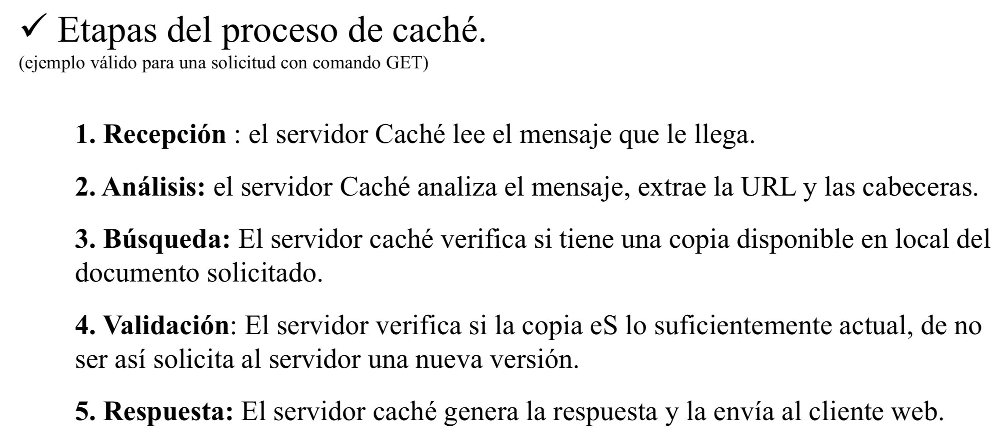 ✓ Etapas del proceso de caché.
(ejemplo válido para una solicitud con comando GET)
1. Recepción : el servidor Caché lee el mensaje que le llega.
2. Análisis: el servidor Caché analiza el mensaje, extrae la URL y las cabeceras.
3. Búsqueda: El servidor caché verifica si tiene una copia disponible en local del
documento solicitado.
4. Validación: El servidor verifica si la copia eS lo suficientemente actual, de no
ser así solicita al servidor una nueva versión.
5. Respuesta: El servidor caché genera la respuesta y la envía al cliente web.